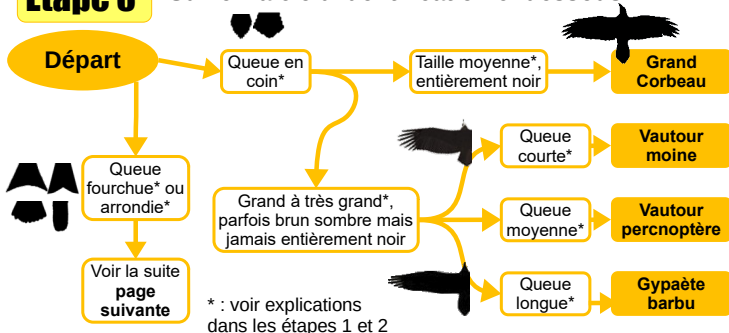 Départ
Queue en
coin*
Taille moyenne*,
entièrement noir
Grand
Corbeau
Queue
fourchue* ou
arrondie*
Voir la suite
page
suivante
Grand à très grand*,
parfois brun sombre mais
jamais entièrement noir
Queue
courte*
Vautour
moine
Queue
moyenne*
Vautour
percnoptère
Queue
longue*
Gypaète
barbu
* : voir explications
dans les étapes 1 et 2